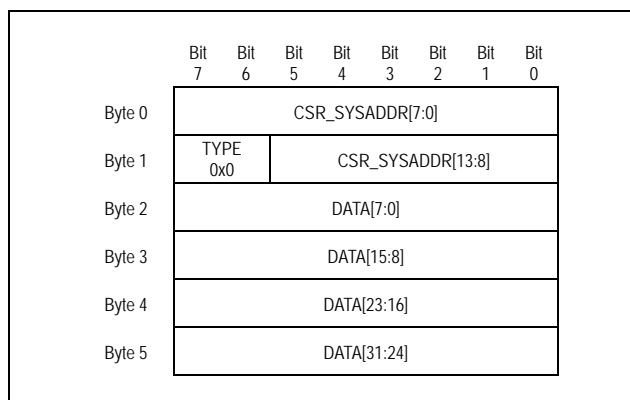 Bit Bit Bit Bit Bit Bit Bit Bit
7 6 5 4 3 2 1 0
Byte 0 CSR_SYSADDR[7:0]
Byte 1 TYPE 0x0 CSR_SYSADDR[13:8]
Byte 2 DATA[7:0]
Byte 3 DATA[15:8]
Byte 4 DATA[23:16]
Byte 5 DATA[31:24]